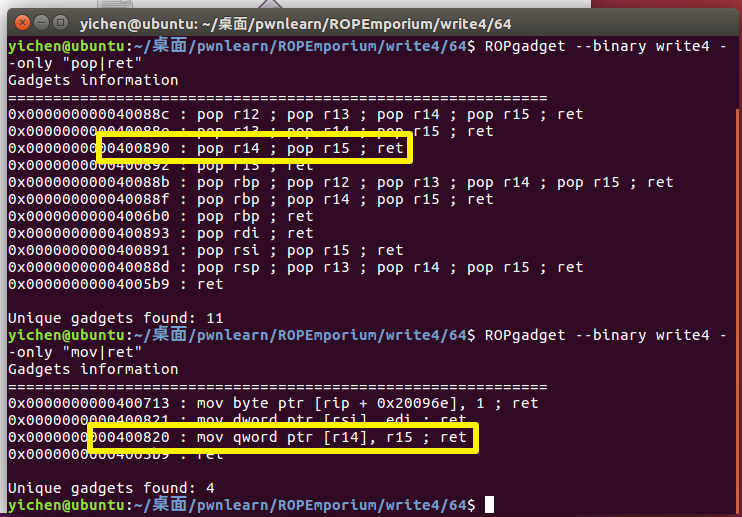 yichen@ubuntu: ~/桌面/pwnlearn/ROPEmporium/write4/64
yichen@ubuntu:~/桌面/pwnlearn/ROPEmporium/write4/64$ ROPgadget --binary write4 -
-only "pop|ret"
Gadgets information
============================================================
0x000000000040088c : pop r12 ; pop r13 ; pop r14 ; pop r15 ; ret
0x000000000040088e : pop r13 ; pop r14 ; pop r15 ; ret
0x0000000000400890 : pop r14 ; pop r15 ; ret
0x0000000000400892 : pop r15 ; ret
0x000000000040088b : pop rbp ; pop r12 ; pop r13 ; pop r14 ; pop r15 ; ret
0x000000000040088f : pop rbp ; pop r14 ; pop r15 ; ret
0x00000000004006b0 : pop rbp ; ret
0x0000000000400893 : pop rdi ; ret
0x0000000000400891 : pop rsi ; pop r15 ; ret
0x000000000040088d : pop rsp ; pop r13 ; pop r14 ; pop r15 ; ret
0x00000000004005b9 : ret
Unique gadgets found: 11
yichen@ubuntu:~/桌面/pwnlearn/ROPEmporium/write4/64$ ROPgadget --binary write4 -
-only "mov|ret"
Gadgets information
============================================================
0x0000000000400713 : mov byte ptr [rip + 0x20096e], 1 ; ret
0x0000000000400821 : mov dword ptr [rsi], edi ; ret
0x0000000000400820 : mov qword ptr [r14], r15 ; ret
0x00000000004005b9 : ret
Unique gadgets found: 4
yichen@ubuntu:~/桌面/pwnlearn/ROPEmporium/write4/64$